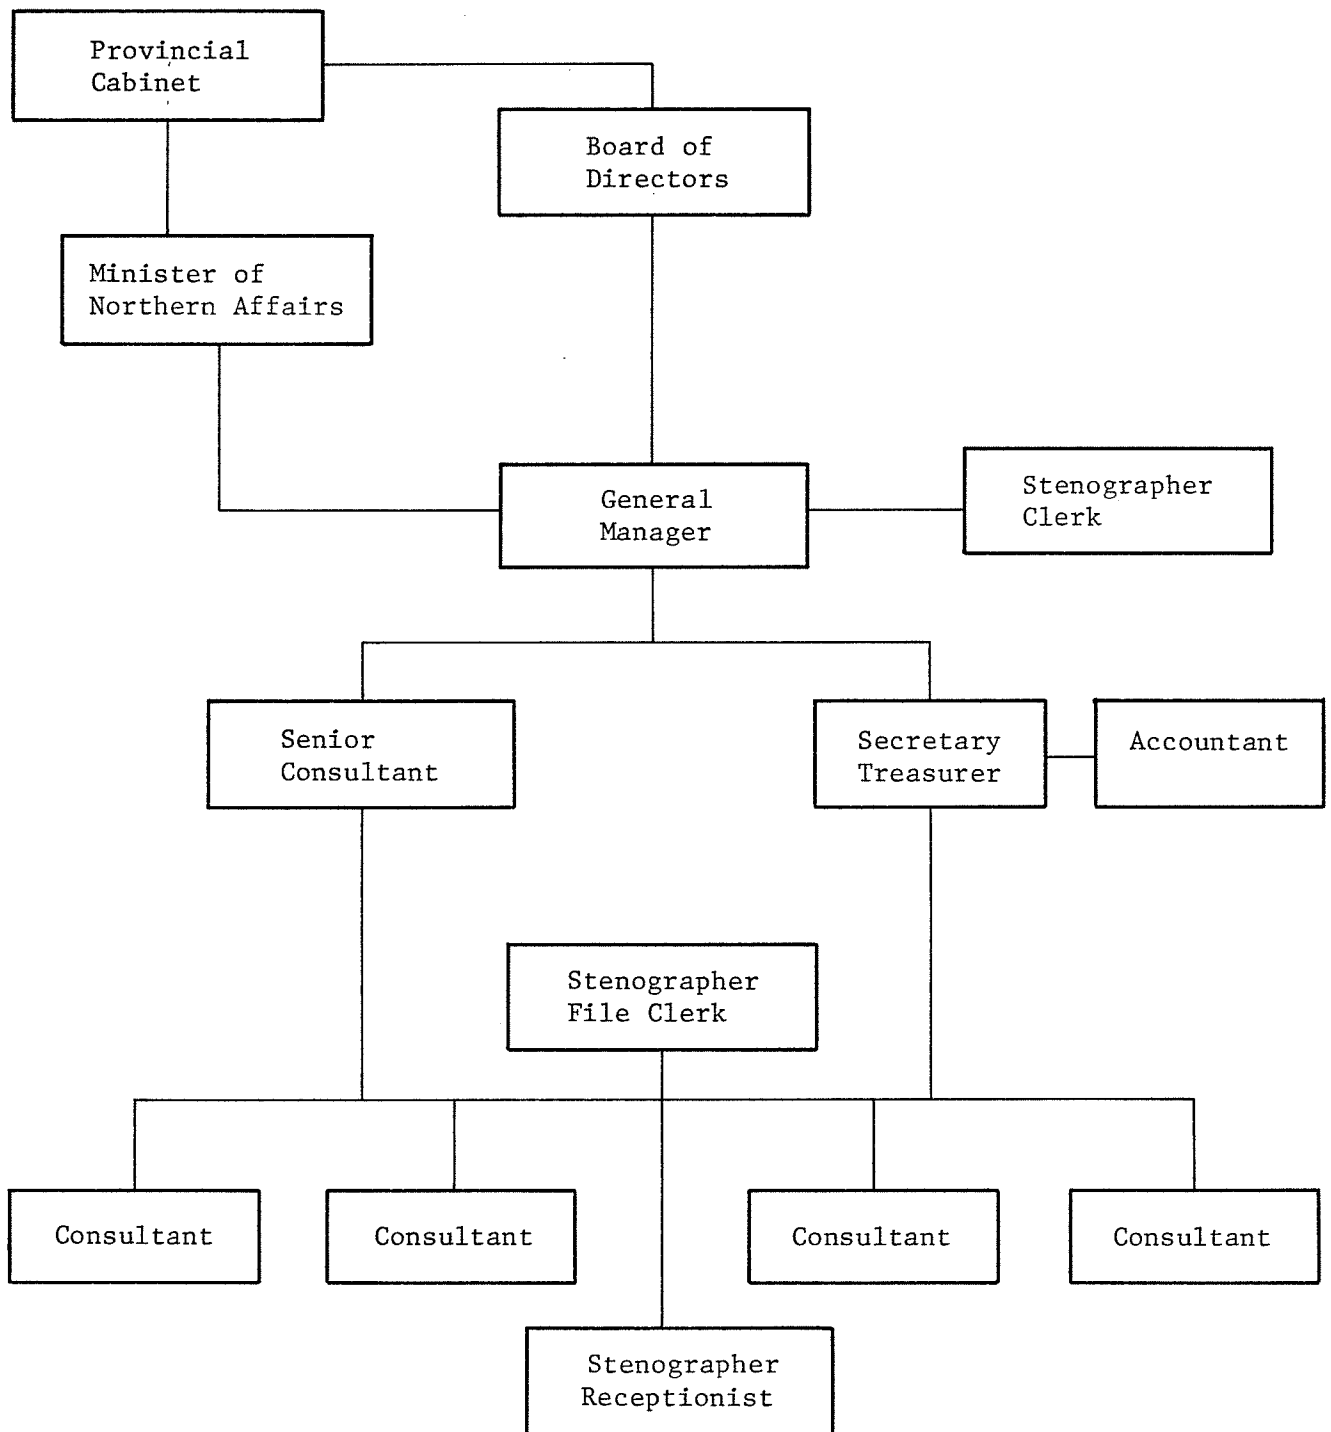 Provincial
Cabinet
Board of
Directors
Minister of
Northern Affairs
General
Manager
Stenographer
Clerk
Senior
Consultant
Secretary
Treasurer
Accountant
Stenographer
File Clerk
Consultant
Consultant
Consultant
Consultant
Stenographer
Receptionist